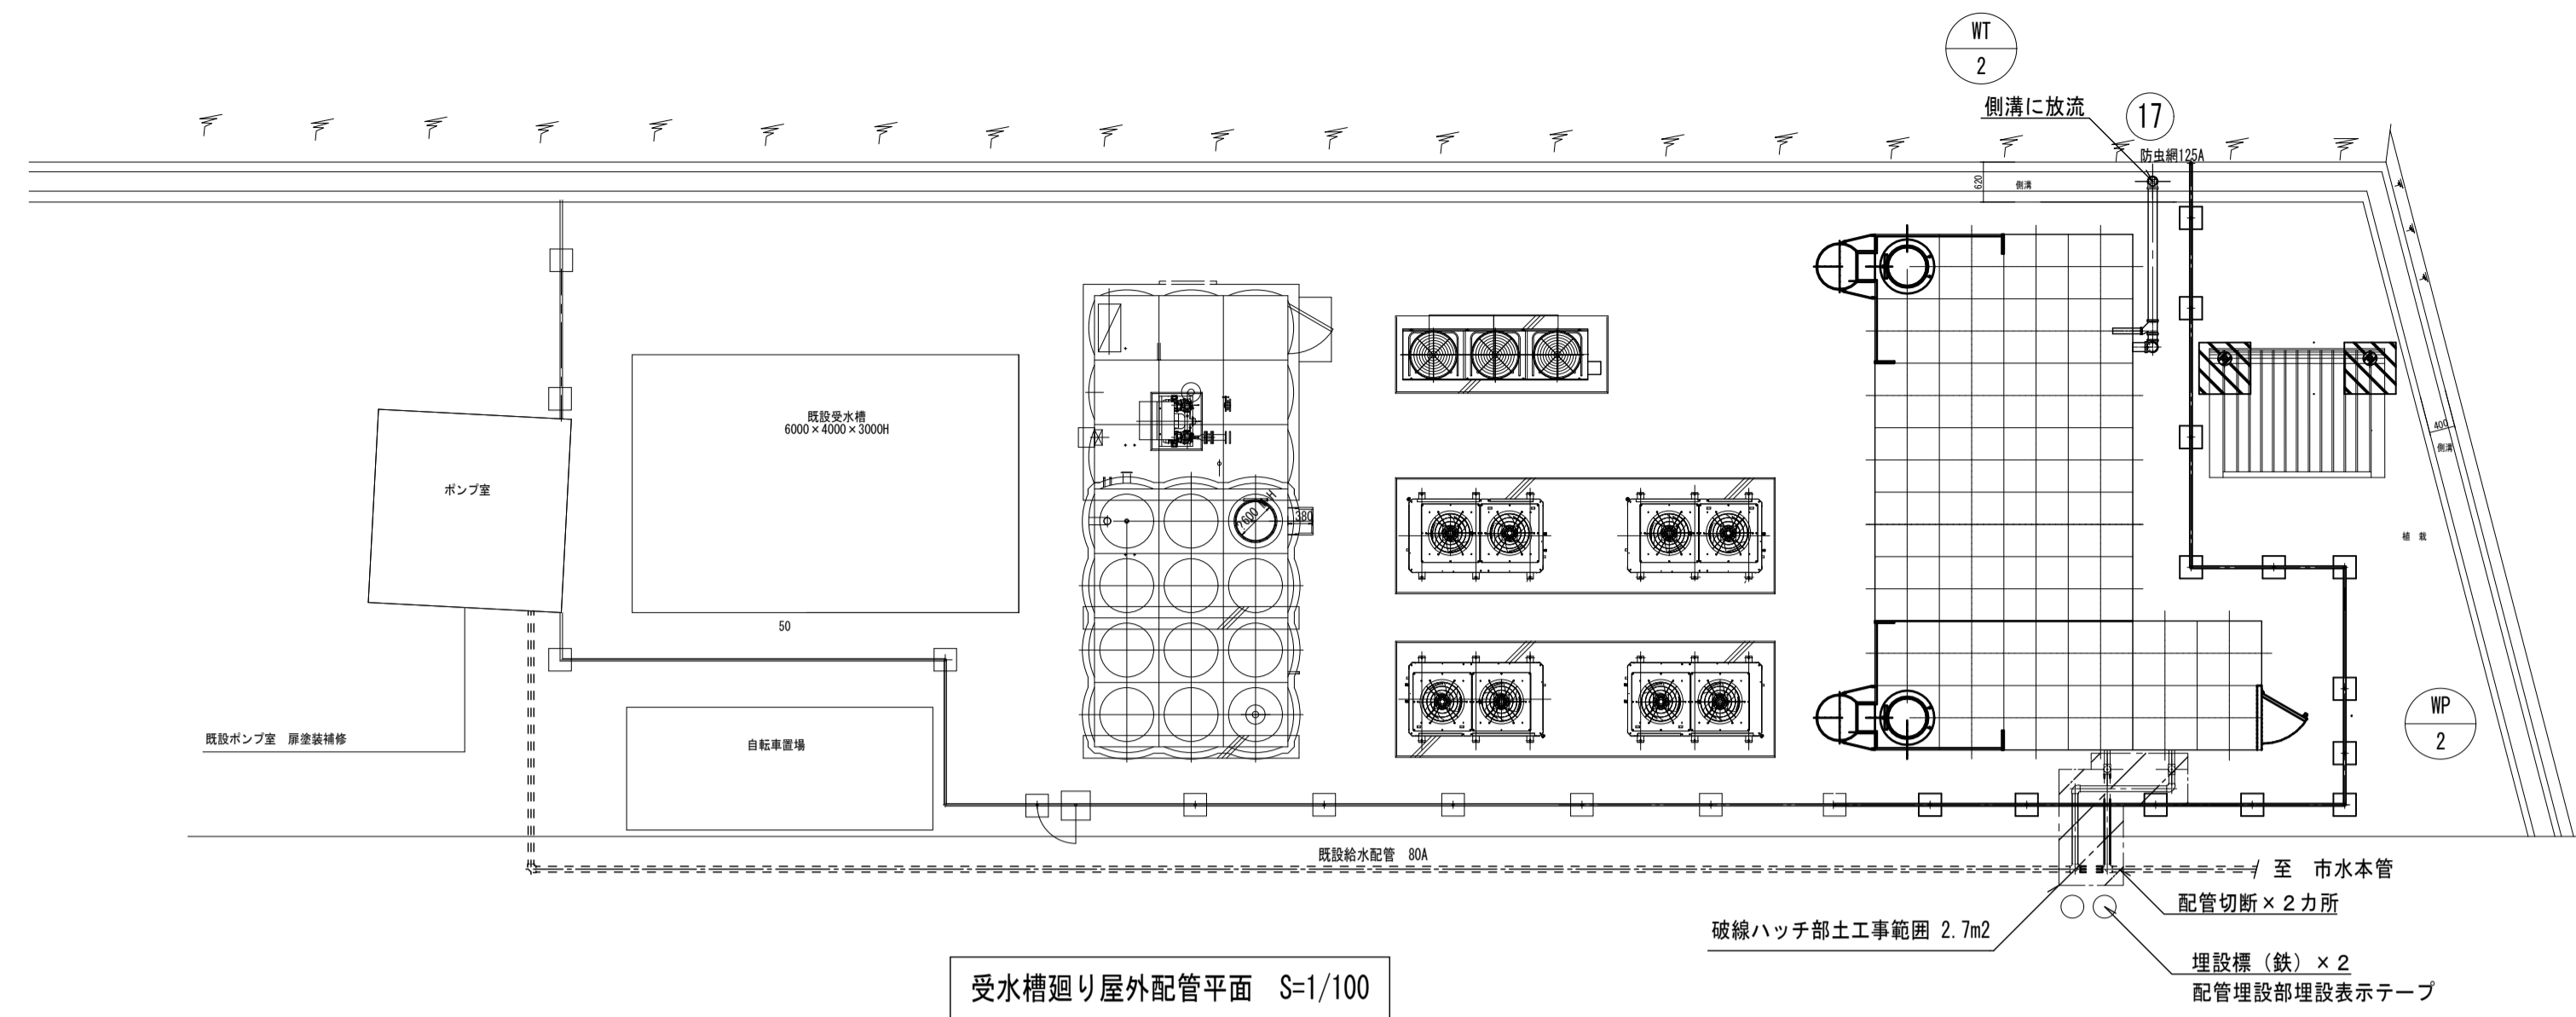 WT
2
側溝に放流
17
防虫網125A
620
側溝
既設受水槽
6000×4000×3000H
ポンプ室
380
400
側溝
植 栽
50
既設ポンプ室 扉塗装補修
自転車置場
WP
2
既設給水配管 80A
至 市水本管
配管切断×2カ所
破線ハッチ部土工事範囲 2.7m2
埋設標(鉄)×2
配管埋設部埋設表示テープ
受水槽廻り屋外配管平面 S=1/100